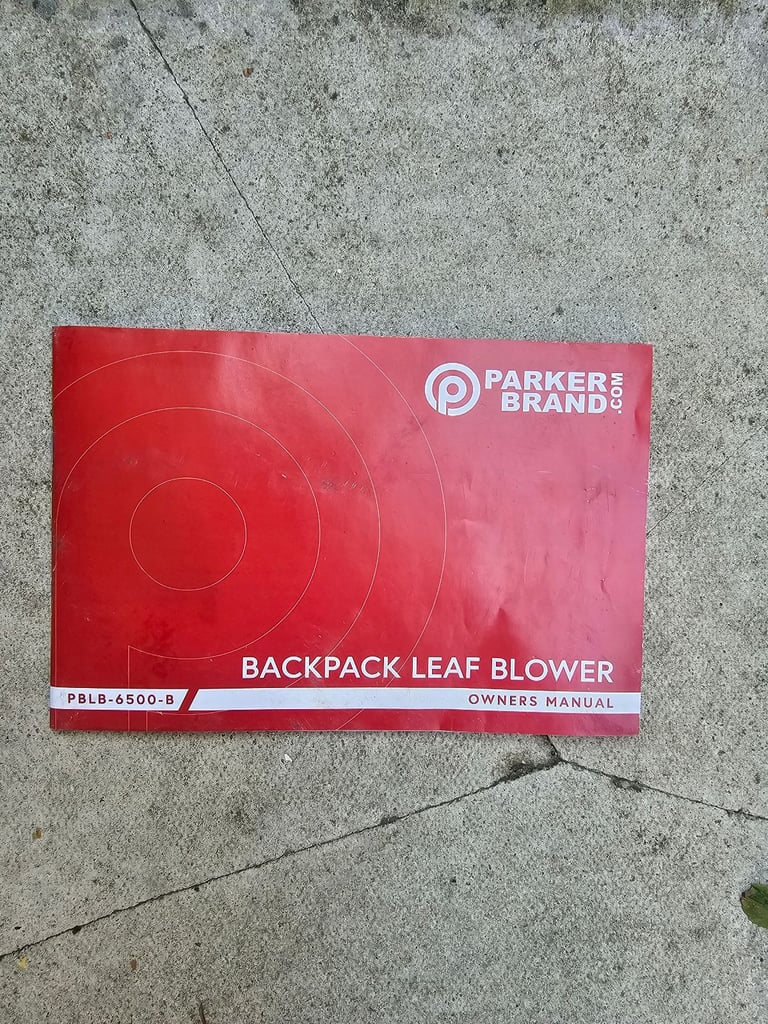 PARKER
BRAND
.COM
BACKPACK LEAF BLOWER
PBLB-6500-B
OWNERS MANUAL